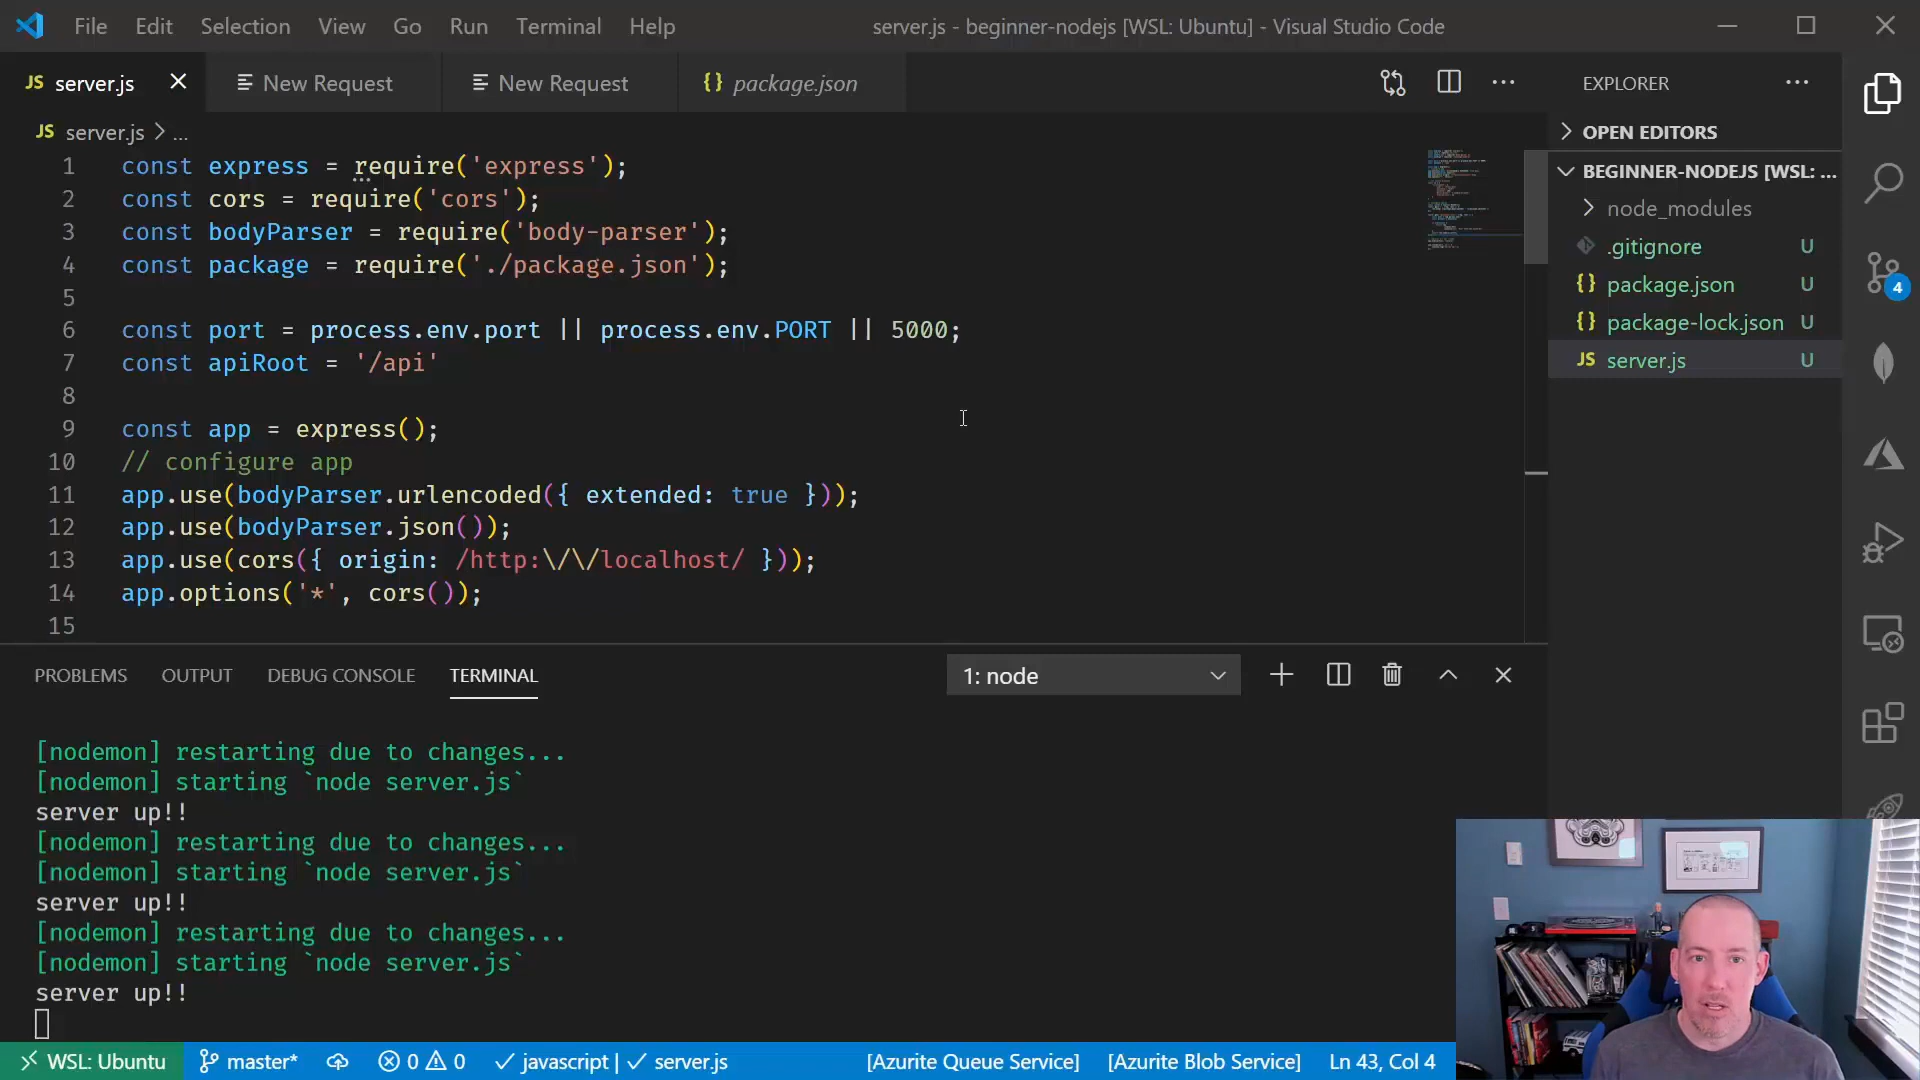 File Edit Selection View Go Run Terminal Help
server.js - beginner-nodejs [WSL: Ubuntu] - Visual Studio Code
JS server.js
New Request
New Request
{} package.json
JS server.js > ...
1 const express = require('express');
2 const cors = require('cors');
3 const bodyParser = require('body-parser');
4 const package = require('./package.json');
5
6 const port = process.env.port || process.env.PORT || 5000;
7 const apiRoot = '/api'
8
9 const app = express();
10 // configure app
11 app.use(bodyParser.urlencoded({ extended: true }));
12 app.use(bodyParser.json());
13 app.use(cors({ origin: /http:\/\/localhost/ }));
14 app.options('*', cors());
15
EXPLORER
OPEN EDITORS
BEGINNER-NODEJS [WSL: ...
node_modules
.gitignore U
{} package.json U
{} package-lock.json U
JS server.js U
4
PROBLEMS OUTPUT DEBUG CONSOLE TERMINAL
1: node
[nodemon] restarting due to changes...
[nodemon] starting `node server.js`
server up!!
[nodemon] restarting due to changes...
[nodemon] starting `node server.js`
server up!!
[nodemon] restarting due to changes...
[nodemon] starting `node server.js`
server up!!
WSL: Ubuntu master* 0 0 javascript | server.js [Azurite Queue Service] [Azurite Blob Service] Ln 43, Col 4